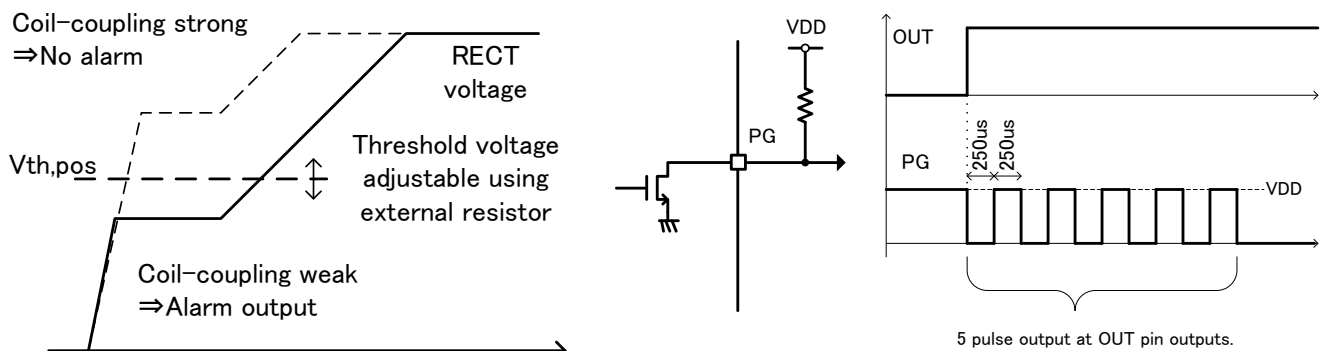 Coil-coupling strong
⇒No alarm
RECT
voltage
Vth,pos
Threshold voltage
adjustable using
external resistor
Coil-coupling weak
⇒Alarm output
VDD
PG
OUT
PG
250us
250us
VDD
5 pulse output at OUT pin outputs.